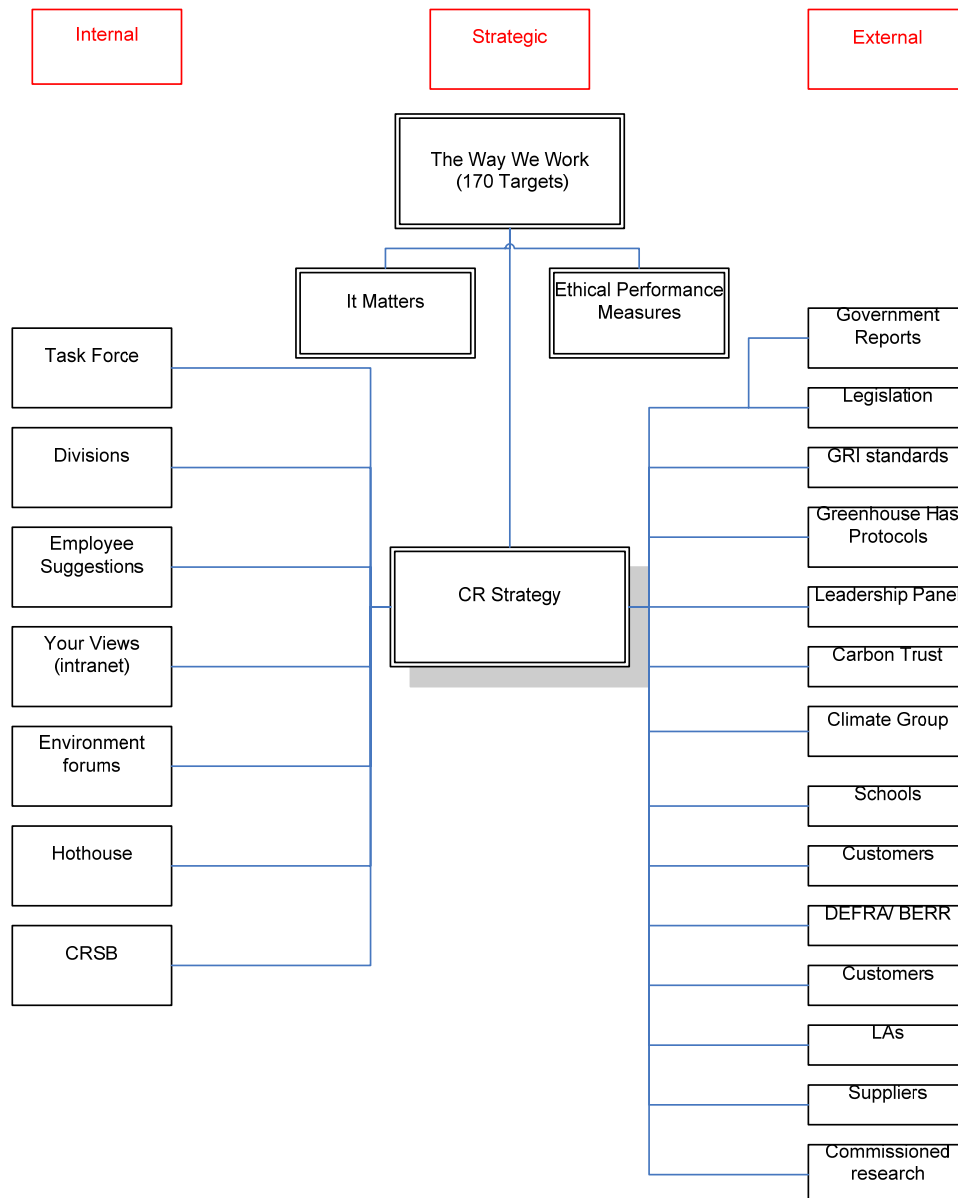 Internal
Strategic
External
The Way We Work
(170 Targets)
It Matters
Ethical Performance
Measures
Task Force
Divisions
Employee
Suggestions
Your Views
(intranet)
Environment
forums
Hothouse
CRSB
CR Strategy
Government
Reports
Legislation
GRI standards
Greenhouse Has
Protocols
Leadership Panel
Carbon Trust
Climate Group
Schools
Customers
DEFRA/ BERR
Customers
LAs
Suppliers
Commissioned
research